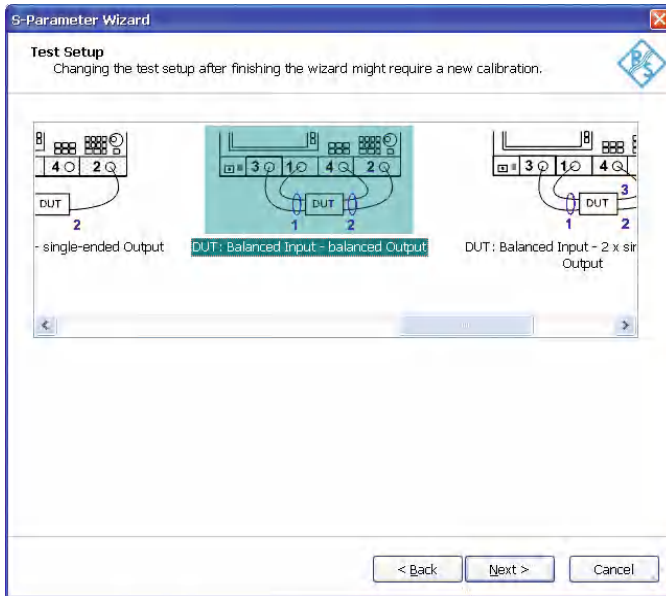 S-Parameter Wizard
Test Setup
Changing the test setup after finishing the wizard might require a new calibration.
R S
4 2
DUT
2
- single-ended Output
3 1 4 2
DUT
1 2
DUT: Balanced Input - balanced Output
3 1 4
3
DUT
1 2
DUT: Balanced Input - 2 x sin
Output
< Back
Next >
Cancel